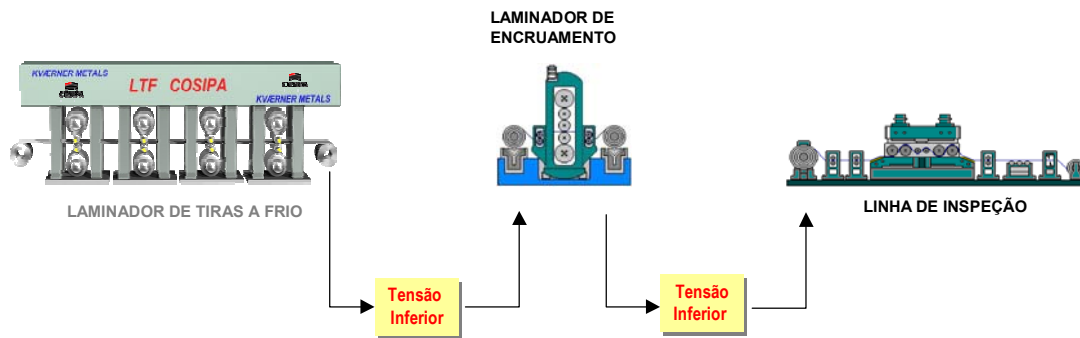 LAMINADOR DE
ENCRUAMENTO
KVÆRNER METALS
COSIPA
LTF COSIPA
KVÆRNER METALS
LAMINADOR DE TIRAS A FRIO
LINHA DE INSPEÇÃO
Tensão
Inferior
Tensão
Inferior